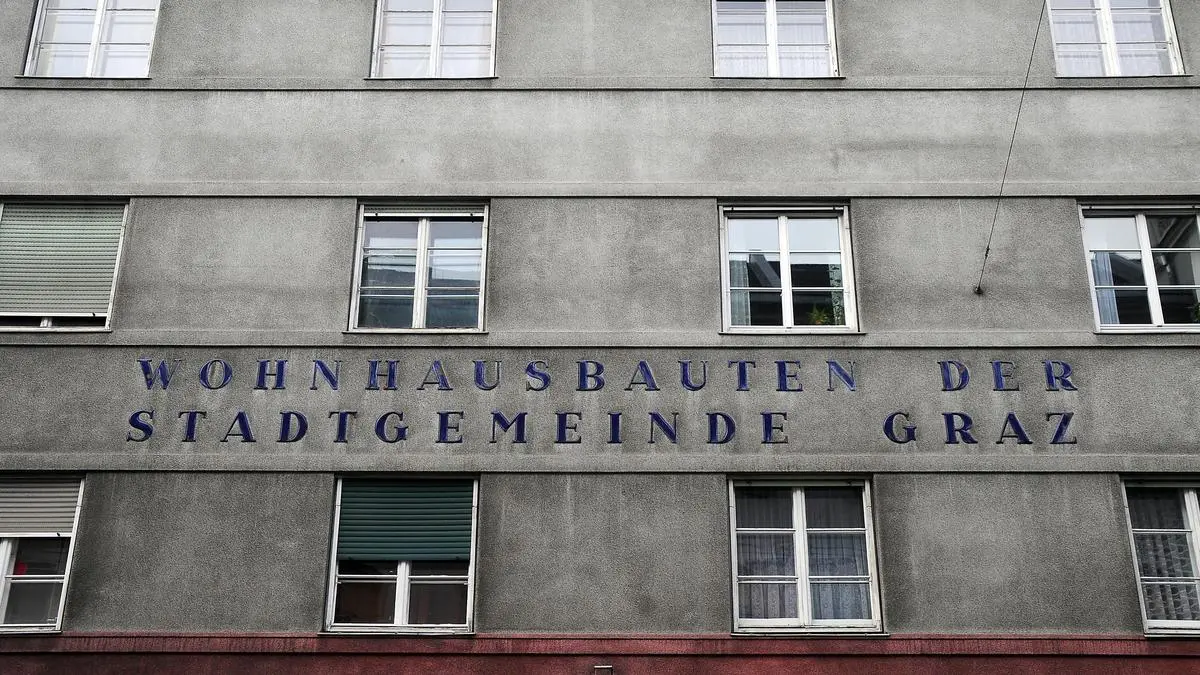 WOHNHAUSBAUTEN DER
STADTGEMEINDE GRAZ